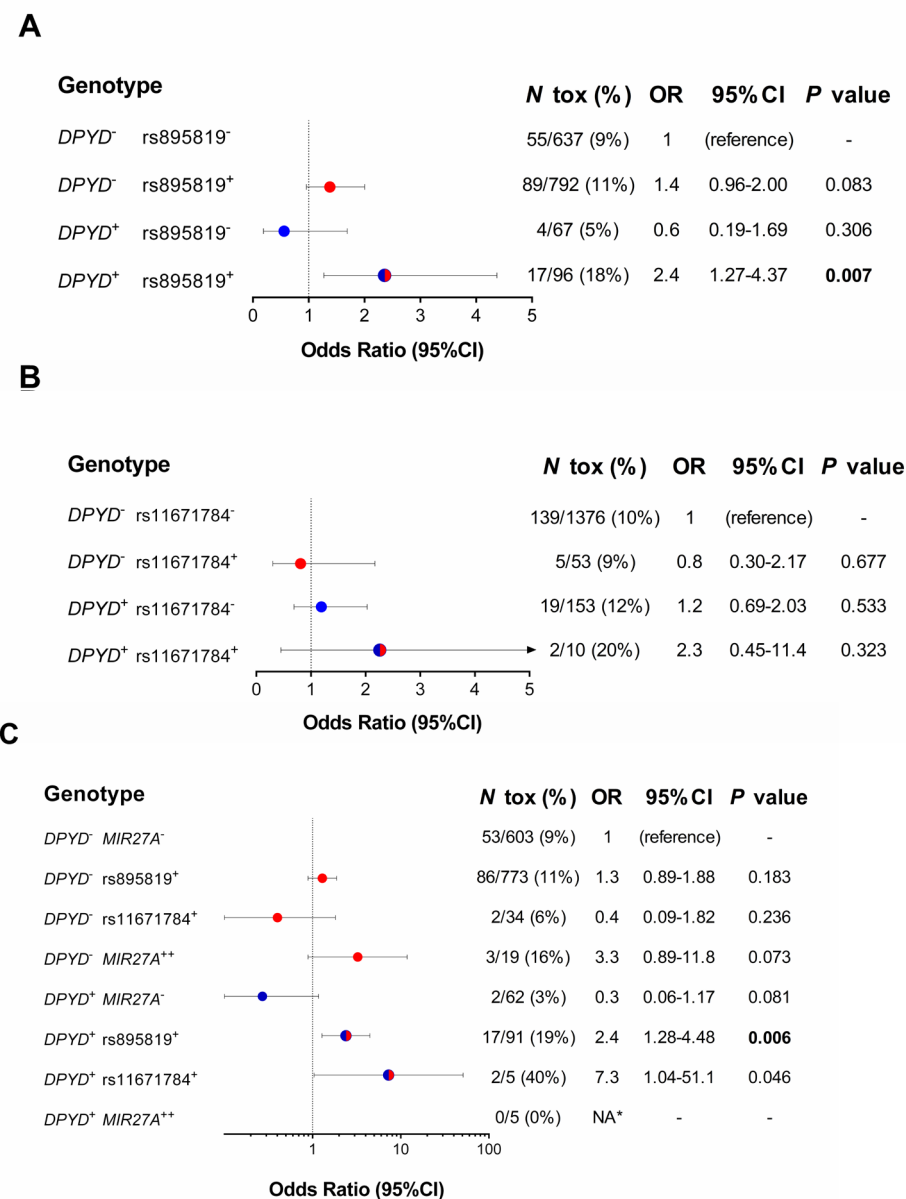 A
Genotype N tox (%) OR 95% CI P value
DPYD⁻ rs895819⁻ 55/637 (9%) 1 (reference) -
DPYD⁻ rs895819⁺ 89/792 (11%) 1.4 0.96-2.00 0.083
DPYD⁺ rs895819⁻ 4/67 (5%) 0.6 0.19-1.69 0.306
DPYD⁺ rs895819⁺ 17/96 (18%) 2.4 1.27-4.37 0.007
0 1 2 3 4 5
Odds Ratio (95%CI)
B
Genotype N tox (%) OR 95% CI P value
DPYD⁻ rs11671784⁻ 139/1376 (10%) 1 (reference) -
DPYD⁻ rs11671784⁺ 5/53 (9%) 0.8 0.30-2.17 0.677
DPYD⁺ rs11671784⁻ 19/153 (12%) 1.2 0.69-2.03 0.533
DPYD⁺ rs11671784⁺ 2/10 (20%) 2.3 0.45-11.4 0.323
0 1 2 3 4 5
Odds Ratio (95%CI)
C
Genotype N tox (%) OR 95% CI P value
DPYD⁻ MIR27A⁻ 53/603 (9%) 1 (reference) -
DPYD⁻ rs895819⁺ 86/773 (11%) 1.3 0.89-1.88 0.183
DPYD⁻ rs11671784⁺ 2/34 (6%) 0.4 0.09-1.82 0.236
DPYD⁻ MIR27A⁺⁺ 3/19 (16%) 3.3 0.89-11.8 0.073
DPYD⁺ MIR27A⁻ 2/62 (3%) 0.3 0.06-1.17 0.081
DPYD⁺ rs895819⁺ 17/91 (19%) 2.4 1.28-4.48 0.006
DPYD⁺ rs11671784⁺ 2/5 (40%) 7.3 1.04-51.1 0.046
DPYD⁺ MIR27A⁺⁺ 0/5 (0%) NA* - -
1 10 100
Odds Ratio (95%CI)